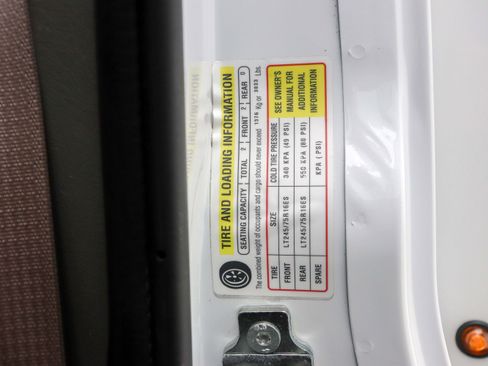 TIRE AND LOADING INFORMATION
SEATING CAPACITY TOTAL 2 FRONT 2 REAR 0
The combined weight of occupants and cargo should never exceed 1376 Kg or 3033 Lbs.
TIRE SIZE COLD TIRE PRESSURE SEE OWNER'S
MANUAL FOR
ADDITIONAL
INFORMATION
FRONT LT245/75R16ES 340 KPA (49 PSI)
REAR LT245/75R16ES 550 KPA (80 PSI)
SPARE KPA ( PSI)